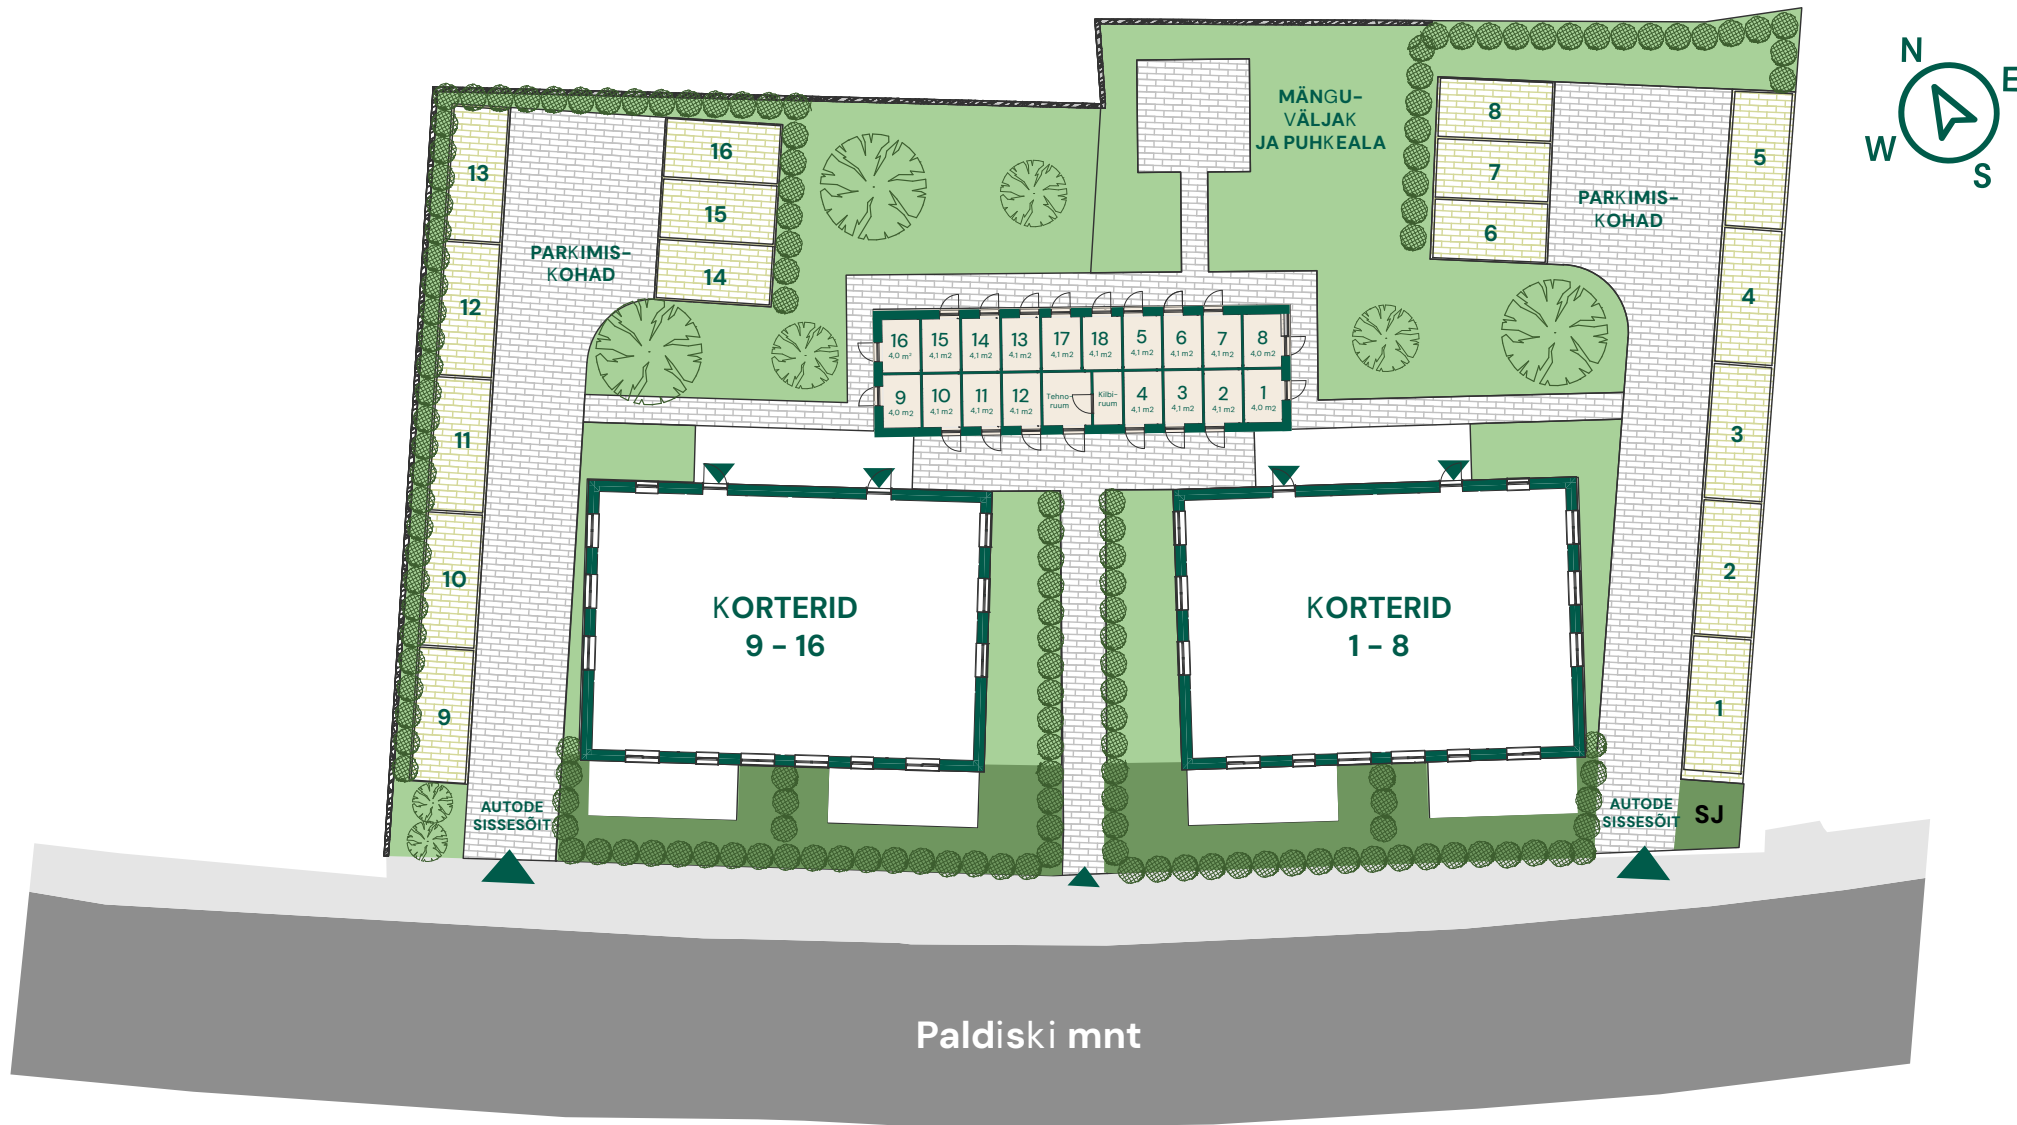 N
E
W
S
MÄNGU-
VÄLJAK
JA PUHKEALA
8
7
6
PARKIMIS-
KOHAD
5
4
3
2
1
13
12
11
10
9
16
15
14
PARKIMIS-
KOHAD
16 15 14 13 17 18 5 6 7 8
4,0 m² 4,1 m2 4,1 m2 4,1 m2 4,1 m2 4,1 m2 4,1 m2 4,1 m2 4,1 m2 4,0 m2
9 10 11 12 Tehno- Kilbi- 4 3 2 1
4,0 m2 4,1 m2 4,1 m2 4,1 m2 ruum ruum 4,1 m2 4,1 m2 4,1 m2 4,0 m2
KORTERID
9 – 16
KORTERID
1 – 8
AUTODE
SISSESÕIT
AUTODE
SISSESÕIT
SJ
Paldiski mnt